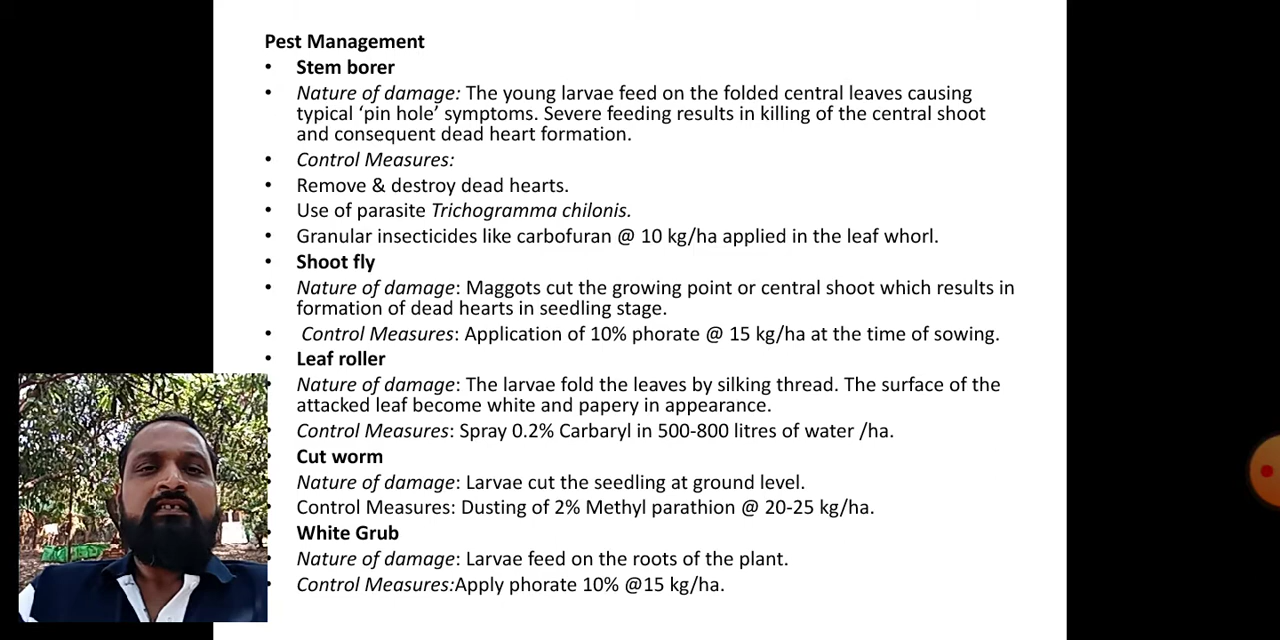 Pest Management
• Stem borer
• Nature of damage: The young larvae feed on the folded central leaves causing
typical ‘pin hole’ symptoms. Severe feeding results in killing of the central shoot
and consequent dead heart formation.
• Control Measures:
• Remove & destroy dead hearts.
• Use of parasite Trichogramma chilonis.
• Granular insecticides like carbofuran @ 10 kg/ha applied in the leaf whorl.
• Shoot fly
• Nature of damage: Maggots cut the growing point or central shoot which results in
formation of dead hearts in seedling stage.
• Control Measures: Application of 10% phorate @ 15 kg/ha at the time of sowing.
• Leaf roller
Nature of damage: The larvae fold the leaves by silking thread. The surface of the
attacked leaf become white and papery in appearance.
Control Measures: Spray 0.2% Carbaryl in 500-800 litres of water /ha.
Cut worm
Nature of damage: Larvae cut the seedling at ground level.
Control Measures: Dusting of 2% Methyl parathion @ 20-25 kg/ha.
White Grub
Nature of damage: Larvae feed on the roots of the plant.
Control Measures:Apply phorate 10% @15 kg/ha.